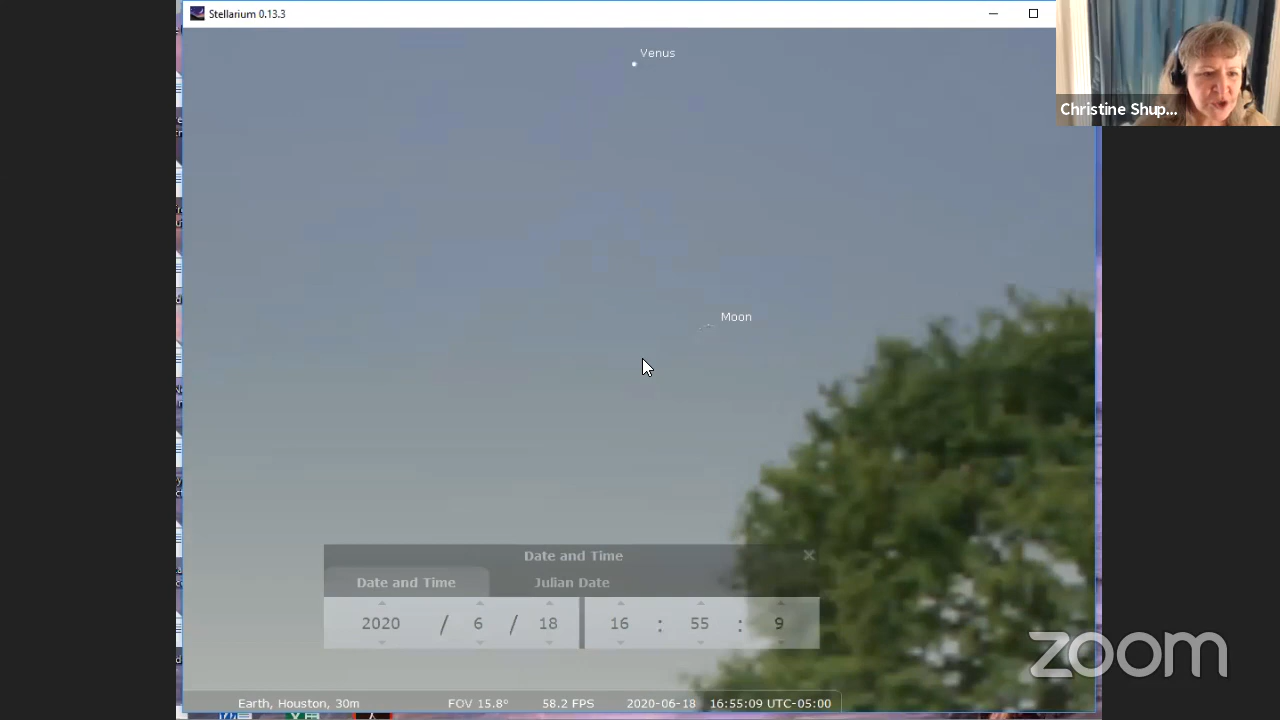 Stellarium 0.13.3
Venus
Christine Shup...
Moon
Date and Time
Date and Time Julian Date
2020 / 6 / 18 16 : 55 : 9
Earth, Houston, 30m FOV 15.8° 58.2 FPS 2020-06-18 16:55:09 UTC-05:00
zoom